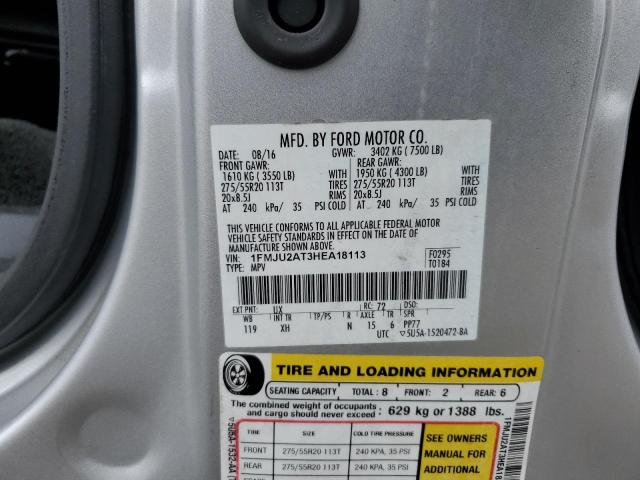 MFD. BY FORD MOTOR CO.
DATE: 08/16 GVWR: 3402 KG ( 7500 LB)
FRONT GAWR: REAR GAWR:
1610 KG ( 3550 LB) WITH 1950 KG ( 4300 LB) WITH
275/55R20 113T TIRES 275/55R20 113T TIRES
20x8.5J RIMS 20x8.5J RIMS
AT 240 kPa/ 35 PSI COLD AT 240 kPa/ 35 PSI COLD
THIS VEHICLE CONFORMS TO ALL APPLICABLE FEDERAL MOTOR
VEHICLE SAFETY STANDARDS IN EFFECT ON THE DATE OF
MANUFACTURE SHOWN ABOVE.
VIN: 1FMJU2AT3HEA18113 F0295
TYPE: MPV T0184
EXT PNT: UX RC: 72 DSO:
WB INT TR TP/PS R AXLE TR SPR
119 XH N 15 6 PP77
UTC ▽5U5A-1520472-BA
TIRE AND LOADING INFORMATION
SEATING CAPACITY TOTAL : 8 FRONT: 2 REAR: 6
The combined weight of occupants
and cargo should never exceed : 629 kg or 1388 lbs.
TIRE SIZE COLD TIRE PRESSURE
FRONT 275/55R20 113T 240 KPA, 35 PSI
REAR 275/55R20 113T 240 KPA, 35 PSI
SEE OWNERS
MANUAL FOR
ADDITIONAL
1FMJU2AT3HEA18